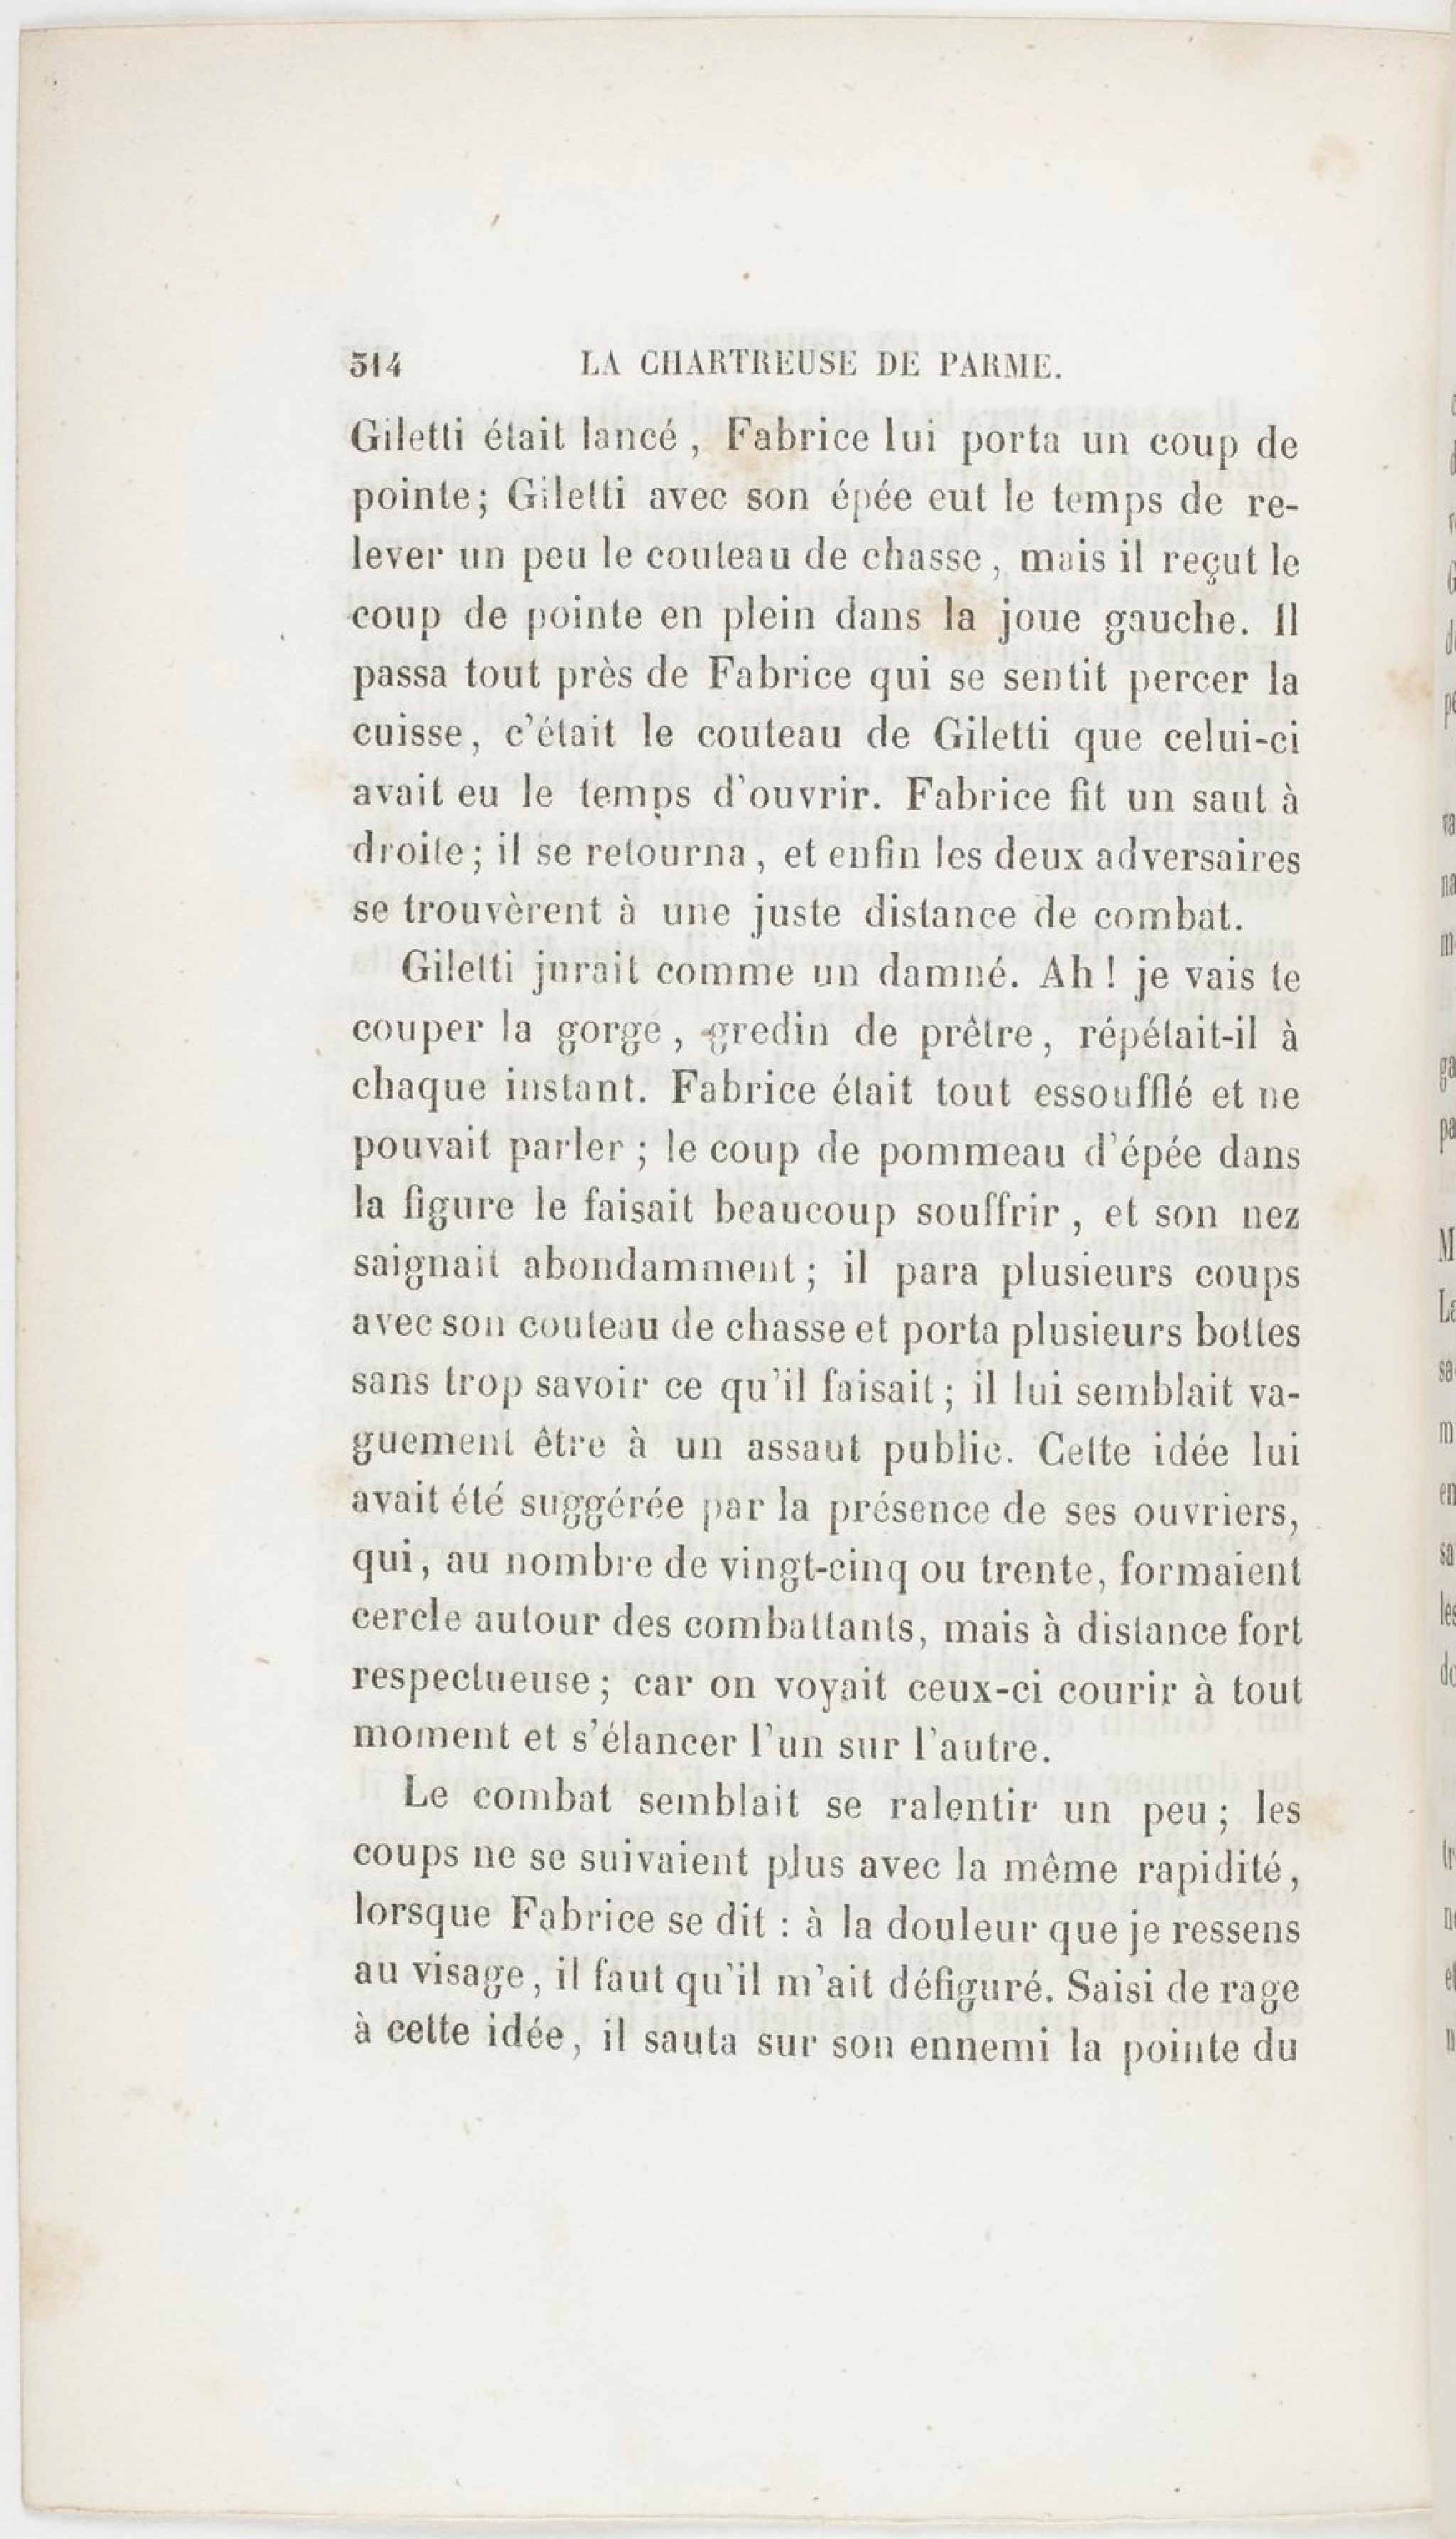 314 LA CHARTREUSE DE PARME.
Giletti était lancé, Fabrice lui porta un coup de
pointe; Giletti avec son épée eut le temps de re-
lever un peu le couteau de chasse, mais il reçut le
coup de pointe en plein dans la joue gauche. Il
passa tout près de Fabrice qui se sentit percer la
cuisse, c'était le couteau de Giletti que celui-ci
avait eu le temps d'ouvrir. Fabrice fit un saut à
droite; il se retourna, et enfin les deux adversaires
se trouvèrent à une juste distance de combat.
Giletti jurait comme un damné. Ah! je vais te
couper la gorge, gredin de prêtre, répétait-il à
chaque instant. Fabrice était tout essoufflé et ne
pouvait parler; le coup de pommeau d'épée dans
la figure le faisait beaucoup souffrir, et son nez
saignait abondamment; il para plusieurs coups
avec son couteau de chasse et porta plusieurs bottes
sans trop savoir ce qu'il faisait; il lui semblait va-
guement être à un assaut public. Cette idée lui
avait été suggérée par la présence de ses ouvriers,
qui, au nombre de vingt-cinq ou trente, formaient
cercle autour des combattants, mais à distance fort
respectueuse; car on voyait ceux-ci courir à tout
moment et s'élancer l'un sur l'autre.
Le combat semblait se ralentir un peu; les
coups ne se suivaient plus avec la même rapidité,
lorsque Fabrice se dit : à la douleur que je ressens
au visage, il faut qu'il m'ait défiguré. Saisi de rage
à cette idée, il sauta sur son ennemi la pointe du